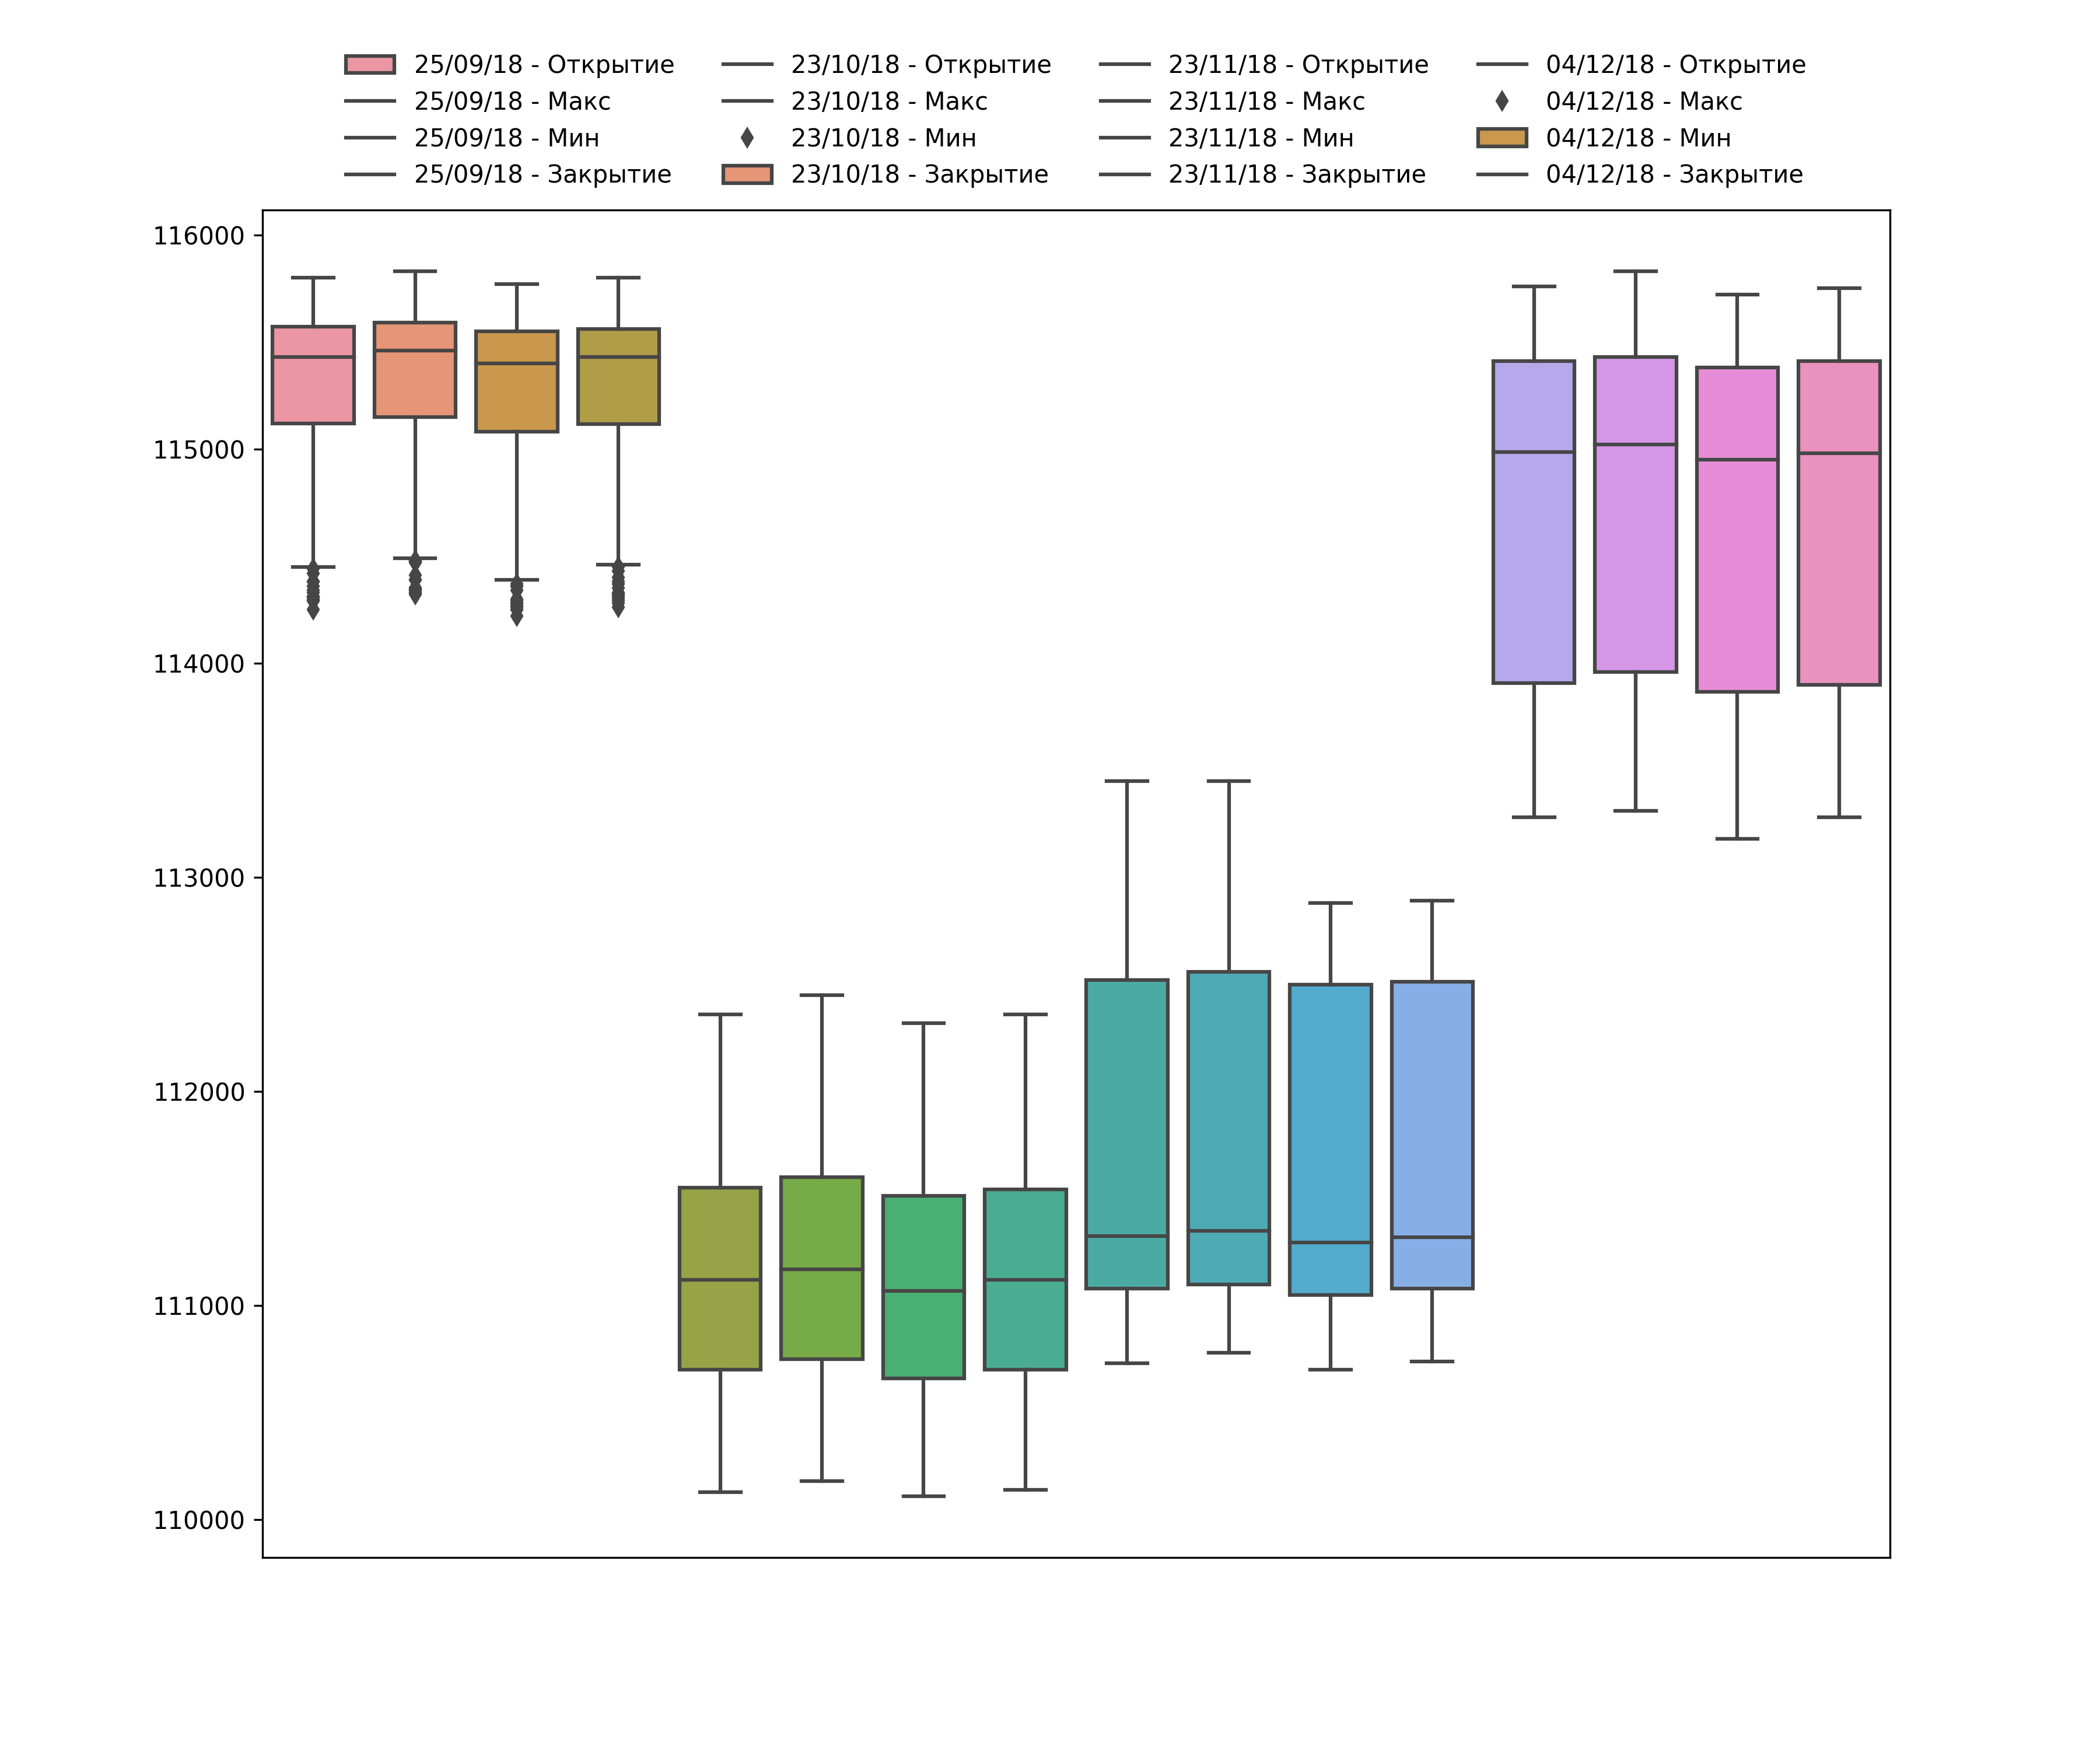 25/09/18 - Открытие
25/09/18 - Макс
25/09/18 - Мин
25/09/18 - Закрытие
23/10/18 - Открытие
23/10/18 - Макс
23/10/18 - Мин
23/10/18 - Закрытие
23/11/18 - Открытие
23/11/18 - Макс
23/11/18 - Мин
23/11/18 - Закрытие
04/12/18 - Открытие
04/12/18 - Макс
04/12/18 - Мин
04/12/18 - Закрытие
116000
115000
114000
113000
112000
111000
110000